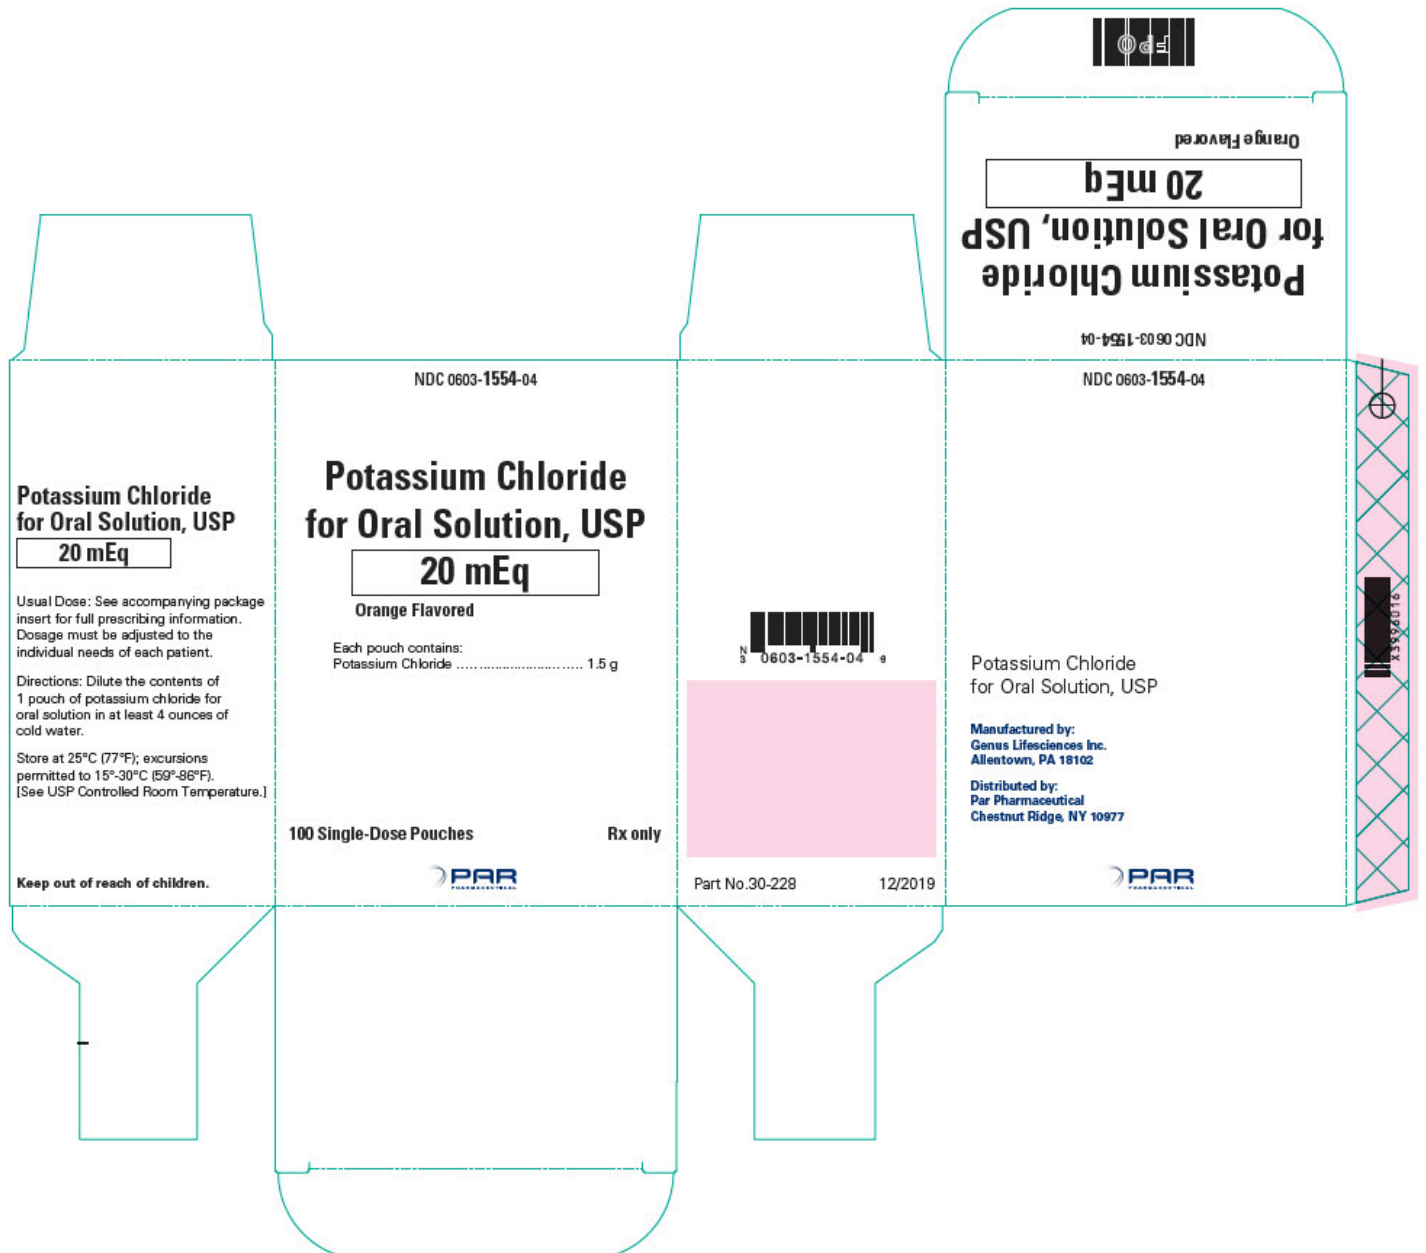 FPO
Orange Flavored
20 mEq
for Oral Solution, USP
Potassium Chloride
NDC 0603-1554-04
Potassium Chloride
for Oral Solution, USP
20 mEq
Usual Dose: See accompanying package
insert for full prescribing information.
Dosage must be adjusted to the
individual needs of each patient.
Directions: Dilute the contents of
1 pouch of potassium chloride for
oral solution in at least 4 ounces of
cold water.
Store at 25°C (77°F); excursions
permitted to 15°-30°C (59°-86°F).
[See USP Controlled Room Temperature.]
Keep out of reach of children.
NDC 0603-1554-04
Potassium Chloride
for Oral Solution, USP
20 mEq
Orange Flavored
Each pouch contains:
Potassium Chloride ............................ 1.5 g
100 Single-Dose Pouches Rx only
PAR
PHARMACEUTICAL
N
3 0603-1554-04 9
Part No.30-228 12/2019
NDC 0603-1554-04
Potassium Chloride
for Oral Solution, USP
Manufactured by:
Genus Lifesciences Inc.
Allentown, PA 18102
Distributed by:
Par Pharmaceutical
Chestnut Ridge, NY 10977
PAR
PHARMACEUTICAL
X3996016